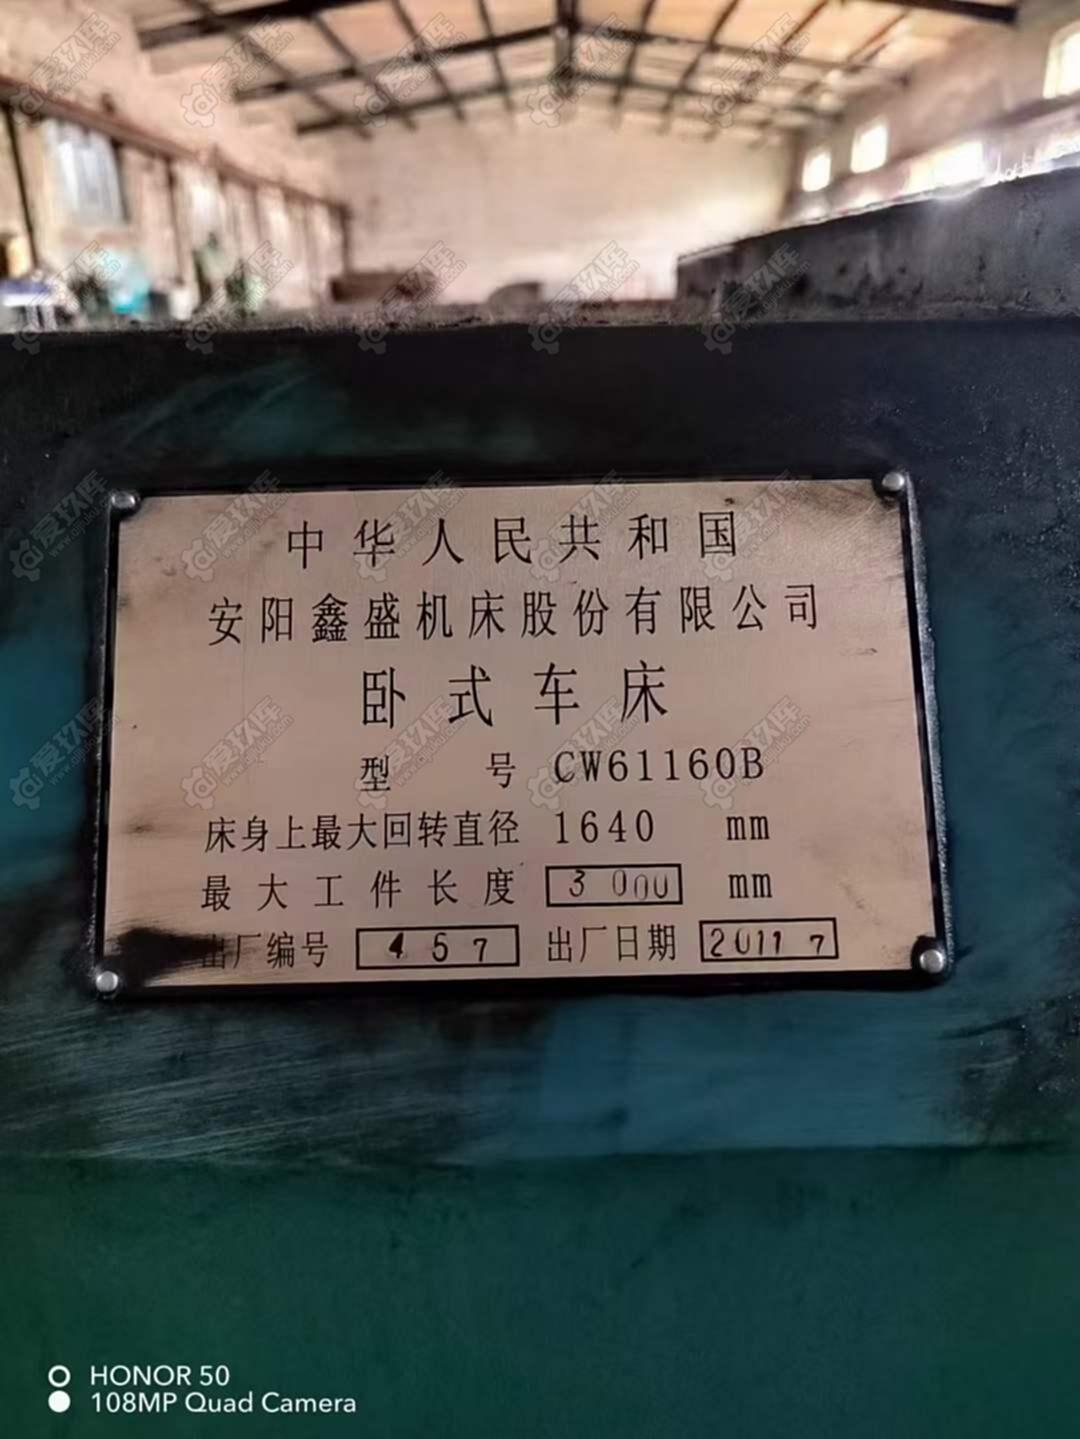 中华人民共和国
安阳鑫盛机床股份有限公司
卧式车床
型号 CW61160B
床身上最大回转直径 1640 mm
最大工件长度 3000 mm
出厂编号 457 出厂日期 2011 7
HONOR 50
108MP Quad Camera
爱玖库